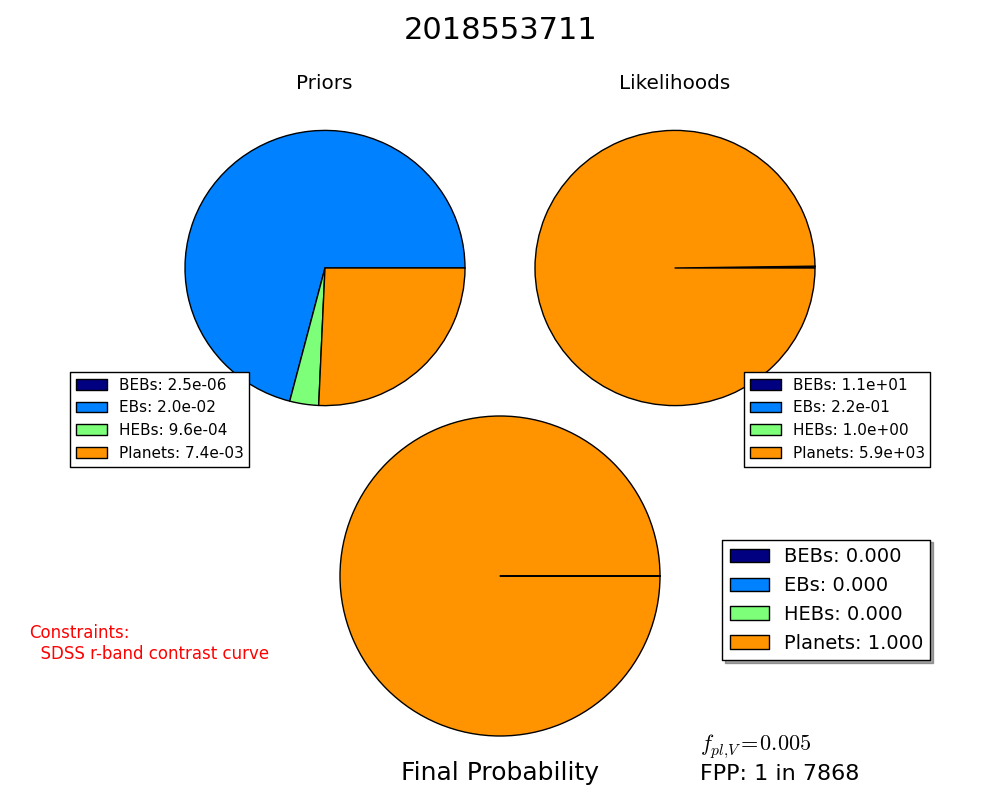 2018553711
Priors
Likelihoods
BEBs: 2.5e-06
EBs: 2.0e-02
HEBs: 9.6e-04
Planets: 7.4e-03
BEBs: 1.1e+01
EBs: 2.2e-01
HEBs: 1.0e+00
Planets: 5.9e+03
BEBs: 0.000
EBs: 0.000
HEBs: 0.000
Planets: 1.000
Constraints:
SDSS r-band contrast curve
f_{pl,V}=0.005
Final Probability
FPP: 1 in 7868